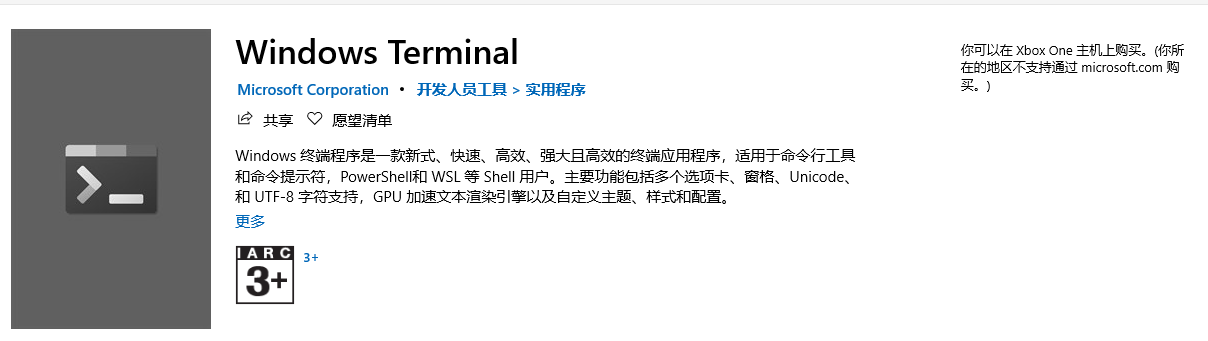 Windows Terminal
Microsoft Corporation • 开发人员工具 > 实用程序
共享 愿望清单
Windows 终端程序是一款新式、快速、高效、强大且高效的终端应用程序，适用于命令行工具
和命令提示符，PowerShell和 WSL 等 Shell 用户。主要功能包括多个选项卡、窗格、Unicode、
和 UTF-8 字符支持，GPU 加速文本渲染引擎以及自定义主题、样式和配置。
更多
IARC
3+
3+
你可以在 Xbox One 主机上购买。(你所
在的地区不支持通过 microsoft.com 购
买。)